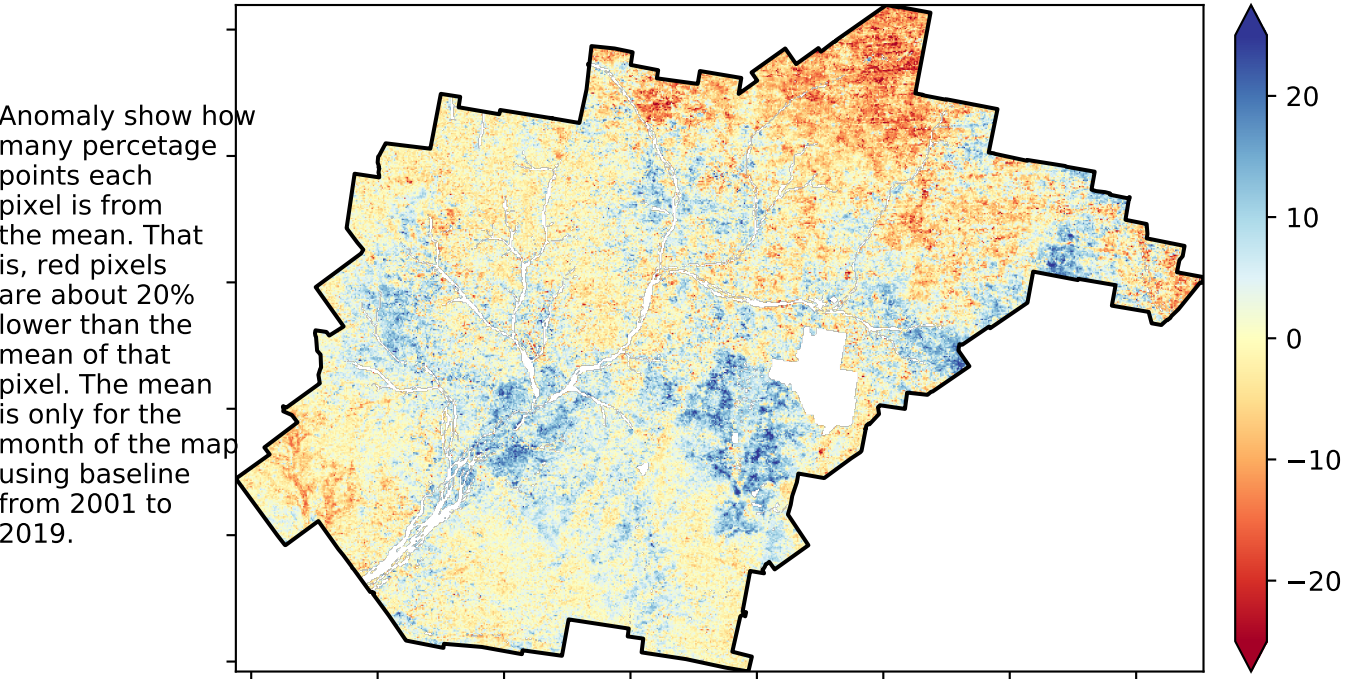 Anomaly show how
many percetage
points each
pixel is from
the mean. That
is, red pixels
are about 20%
lower than the
mean of that
pixel. The mean
is only for the
month of the map
using baseline
from 2001 to
2019.
20
10
0
−10
−20